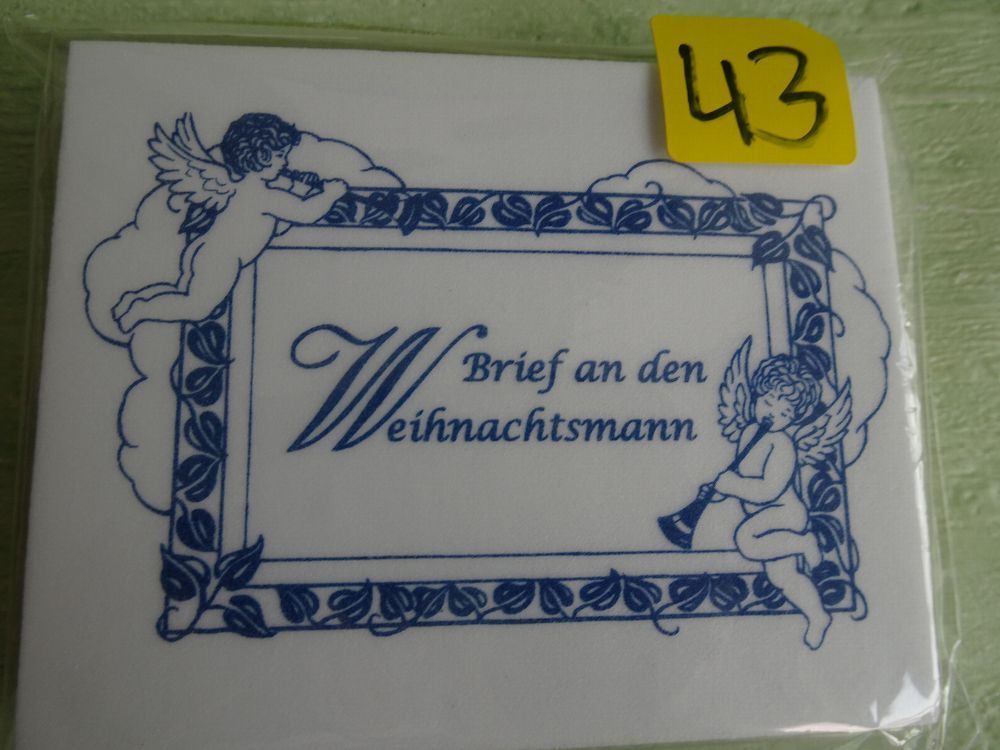 43
Brief an den
Weihnachtsmann